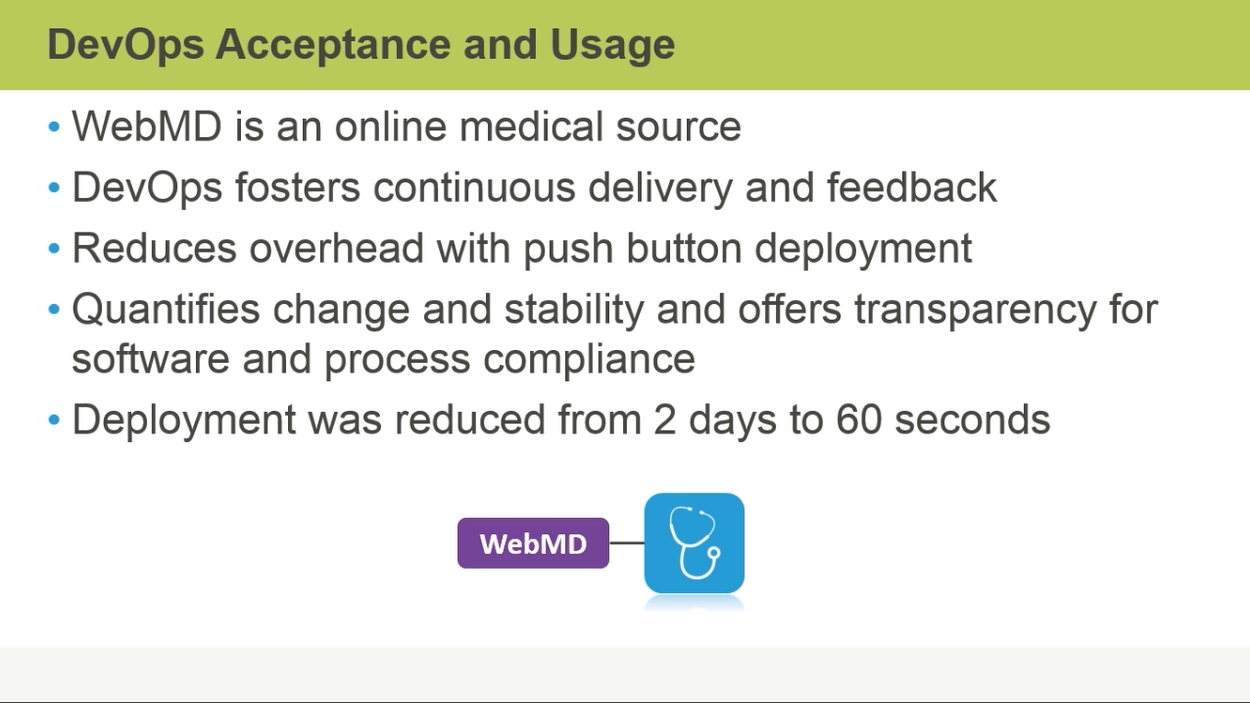 DevOps Acceptance and Usage
• WebMD is an online medical source
• DevOps fosters continuous delivery and feedback
• Reduces overhead with push button deployment
• Quantifies change and stability and offers transparency for
software and process compliance
• Deployment was reduced from 2 days to 60 seconds
WebMD